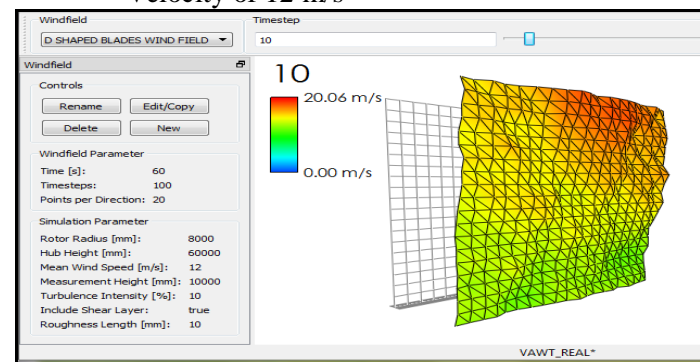 velocity of 12 m/s
Windfield
Timestep
D SHAPED BLADES WIND FIELD
10
Windfield
Controls
Rename
Edit/Copy
Delete
New
Windfield Parameter
Time [s]: 60
Timesteps: 100
Points per Direction: 20
Simulation Parameter
Rotor Radius [mm]: 8000
Hub Height [mm]: 60000
Mean Wind Speed [m/s]: 12
Measurement Height [mm]: 10000
Turbulence Intensity [%]: 10
Include Shear Layer: true
Roughness Length [mm]: 10
10
20.06 m/s
0.00 m/s
VAWT_REAL*